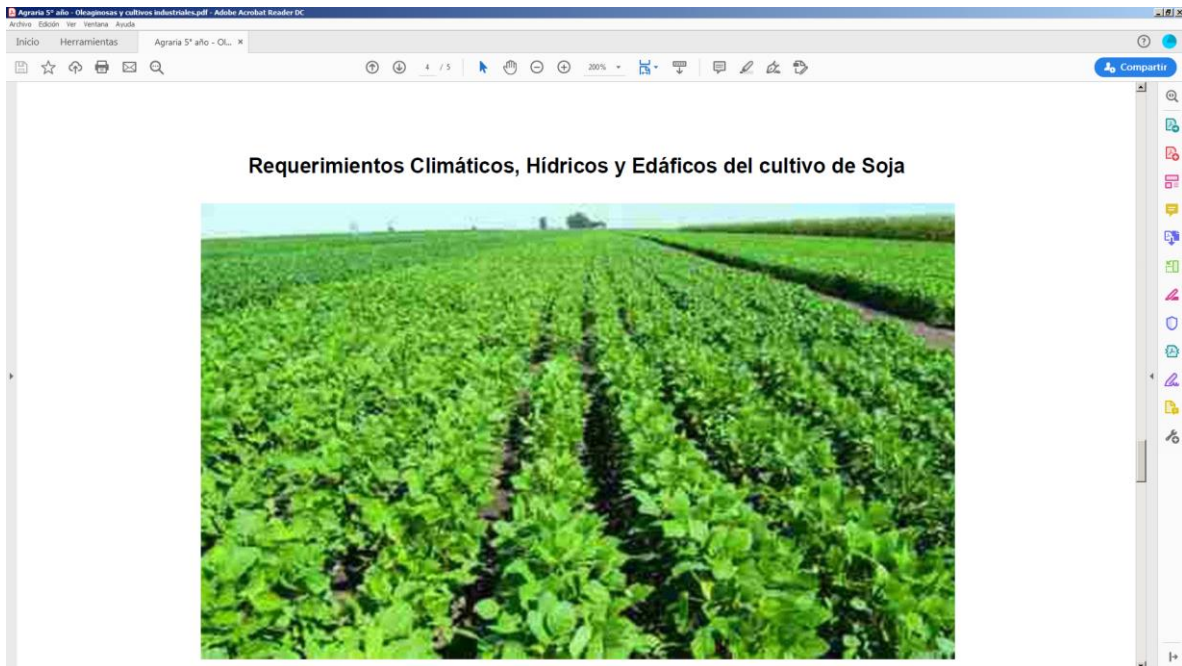 Agraria 5° año - Oleaginosas y cultivos industriales.pdf - Adobe Acrobat Reader DC
Archivo Edición Ver Ventana Ayuda
Inicio Herramientas Agraria 5° año - OL... ×
4 / 5 200%
Compartir
Requerimientos Climáticos, Hídricos y Edáficos del cultivo de Soja